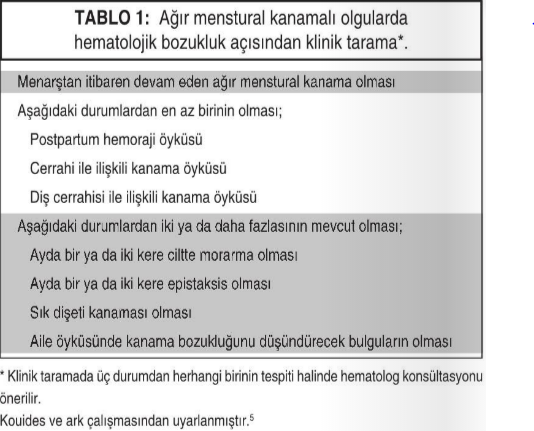 TABLO 1: Ağır menstural kanamalı olgularda
hematolojik bozukluk açısından klinik tarama*.
Menarştan itibaren devam eden ağır menstural kanama olması
Aşağıdaki durumlardan en az birinin olması;
Postpartum hemoraji öyküsü
Cerrahi ile ilişkili kanama öyküsü
Diş cerrahisi ile ilişkili kanama öyküsü
Aşağıdaki durumlardan iki ya da daha fazlasının mevcut olması;
Ayda bir ya da iki kere ciltte morarma olması
Ayda bir ya da iki kere epistaksis olması
Sık dişeti kanaması olması
Aile öyküsünde kanama bozukluğunu düşündürecek bulguların olması
* Klinik taramada üç durumdan herhangi birinin tespiti halinde hematolog konsültasyonu
önerilir.
Kouides ve ark çalışmasından uyarlanmıştır.⁵